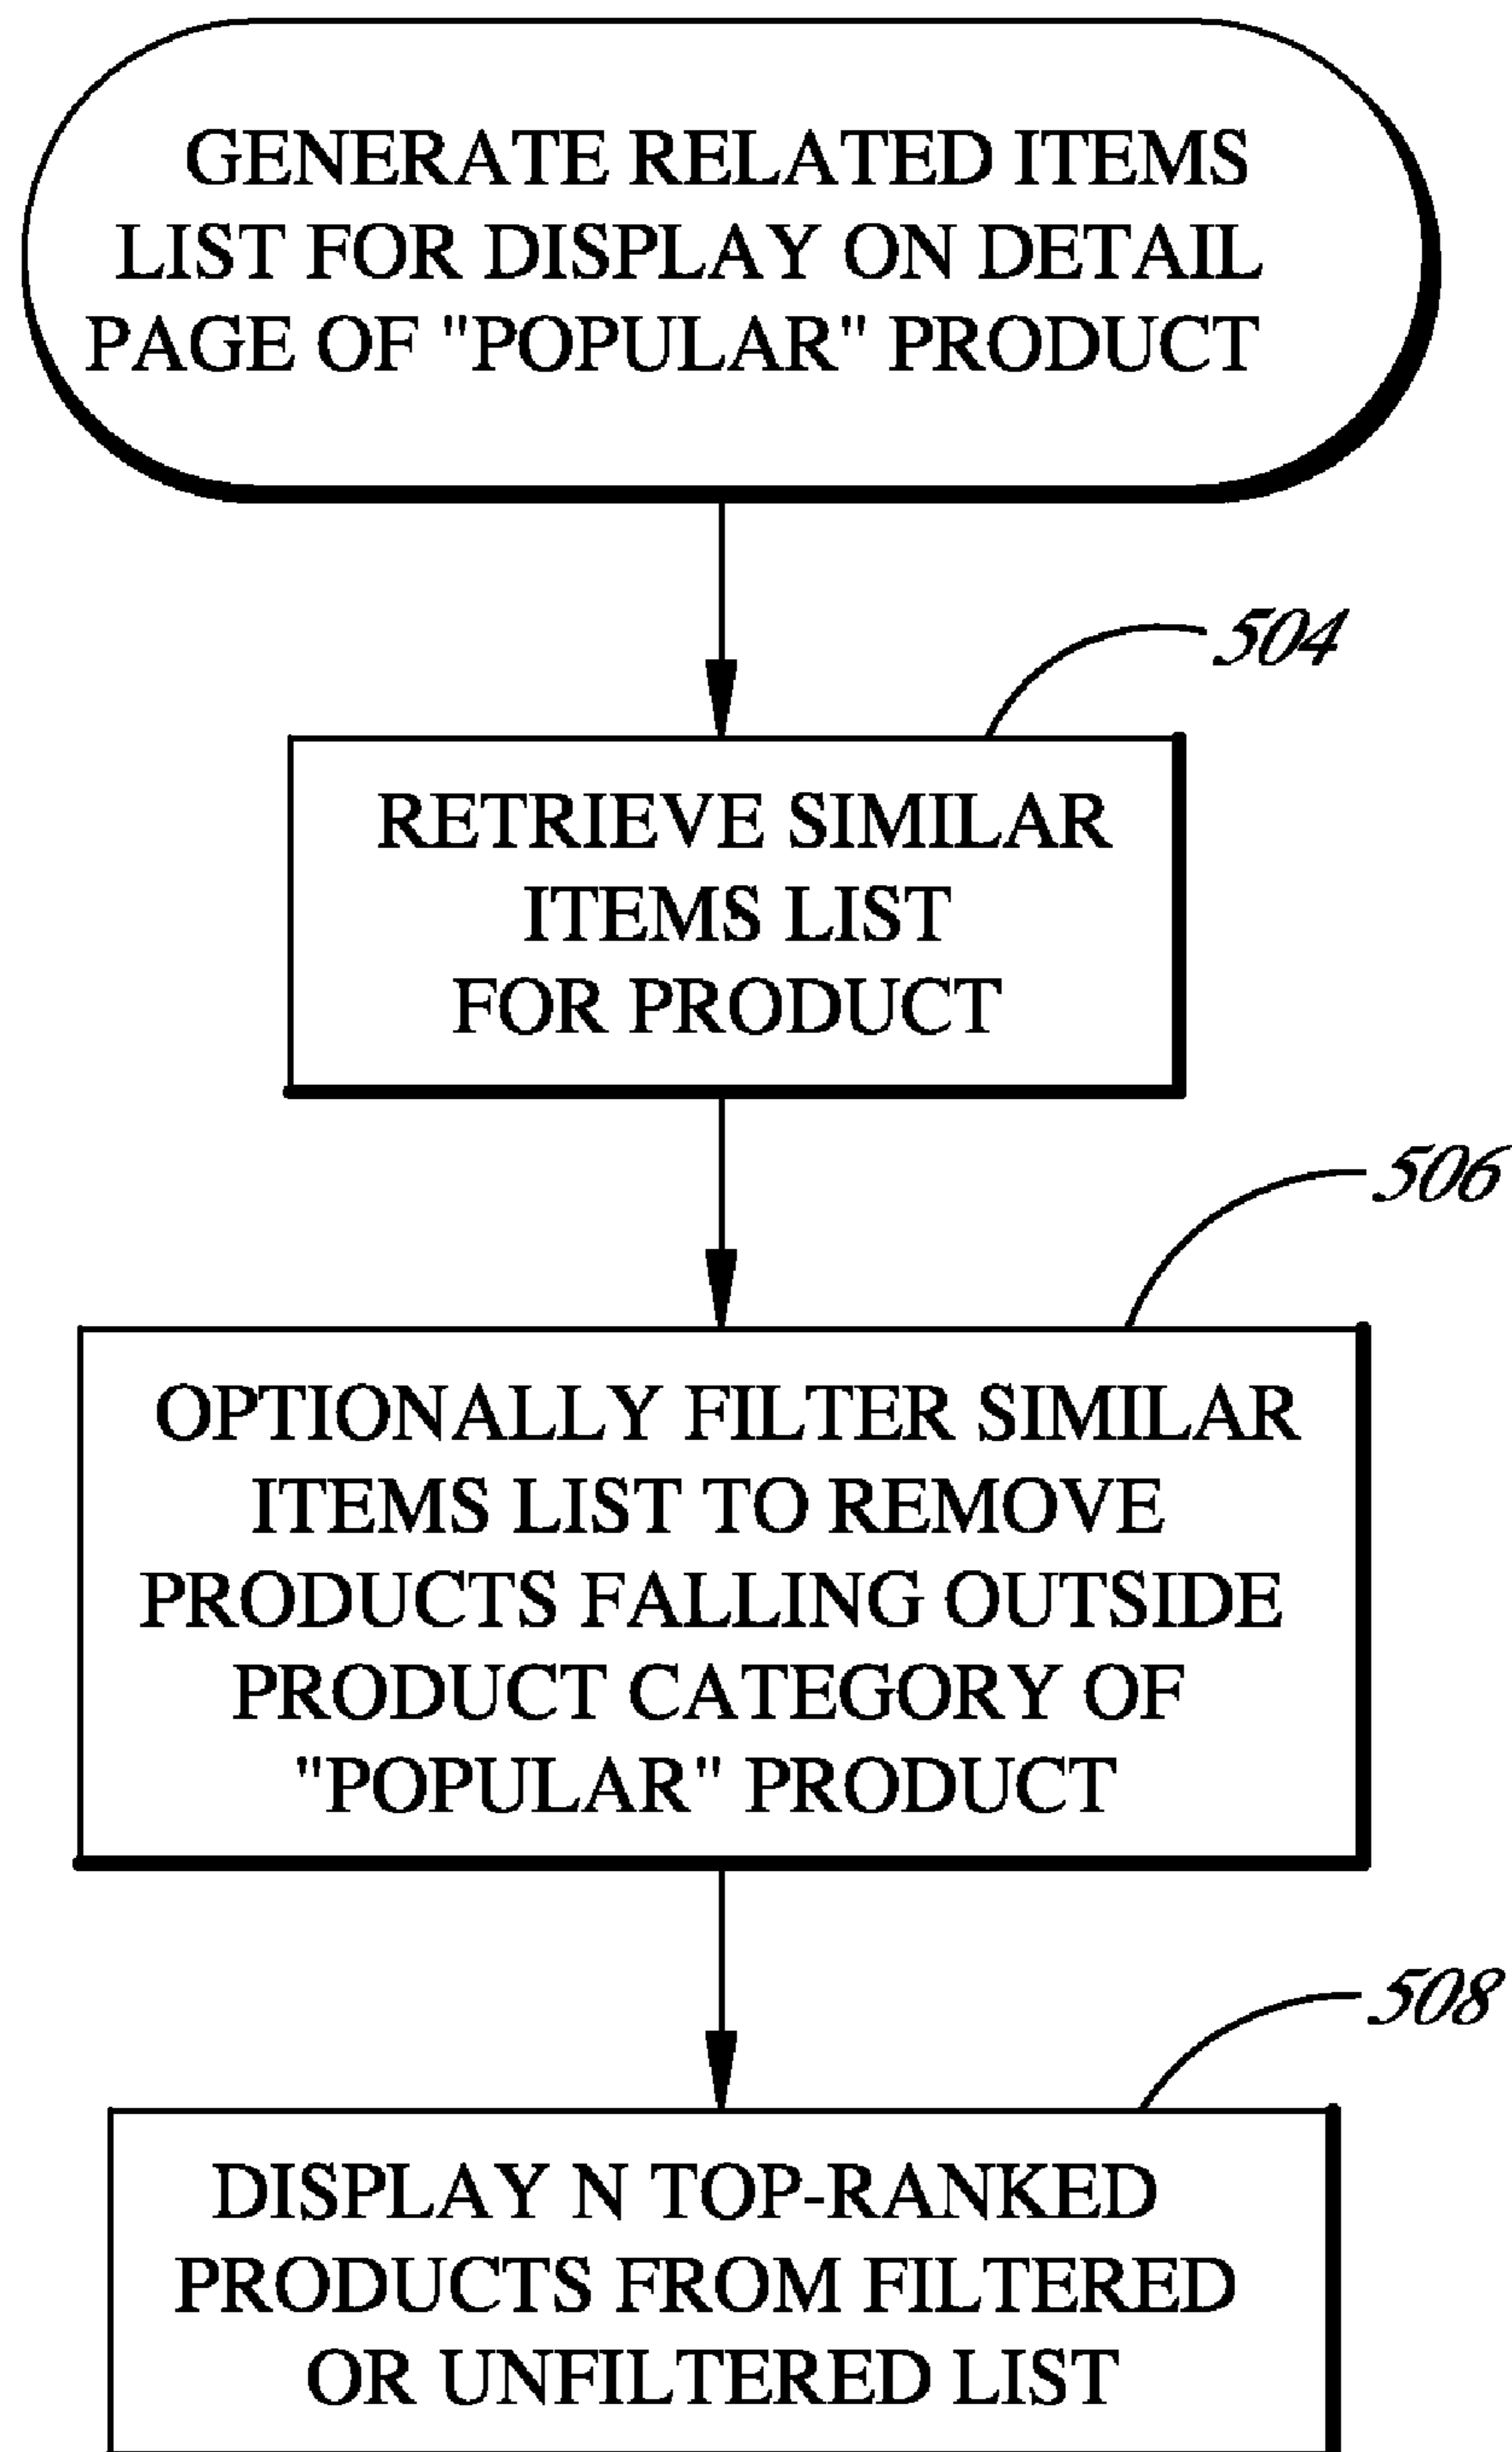 GENERATE RELATED ITEMS
LIST FOR DISPLAY ON DETAIL
PAGE OF "POPULAR" PRODUCT
504
RETRIEVE SIMILAR
ITEMS LIST
FOR PRODUCT
506
OPTIONALLY FILTER SIMILAR
ITEMS LIST TO REMOVE
PRODUCTS FALLING OUTSIDE
PRODUCT CATEGORY OF
"POPULAR" PRODUCT
508
DISPLAY N TOP-RANKED
PRODUCTS FROM FILTERED
OR UNFILTERED LIST